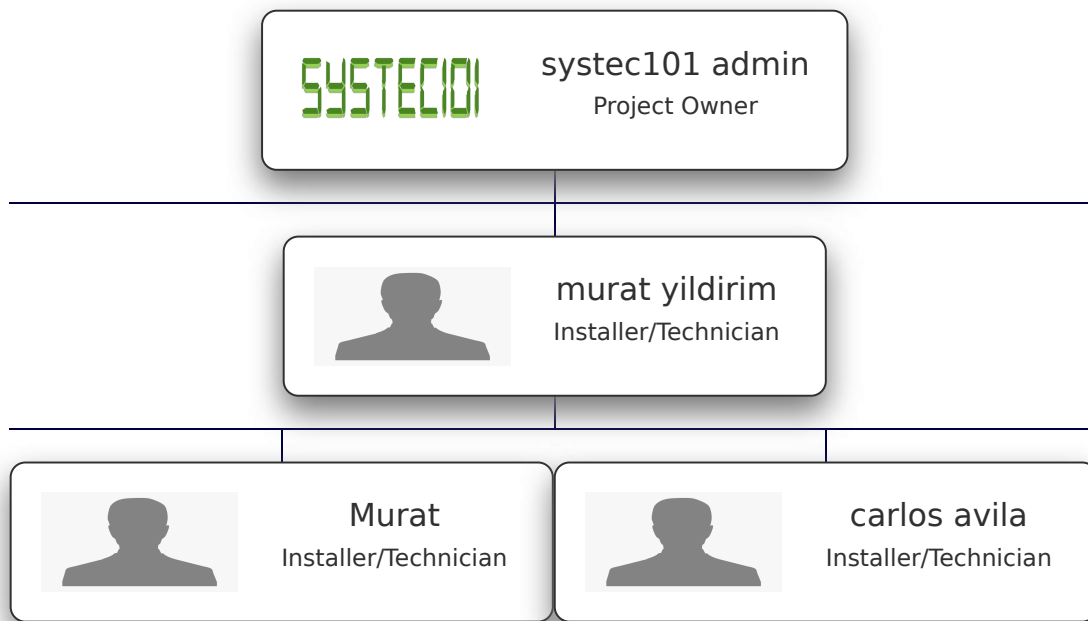 SYSTEC101
systec101 admin
Project Owner
murat yildirim
Installer/Technician
Murat
Installer/Technician
carlos avila
Installer/Technician